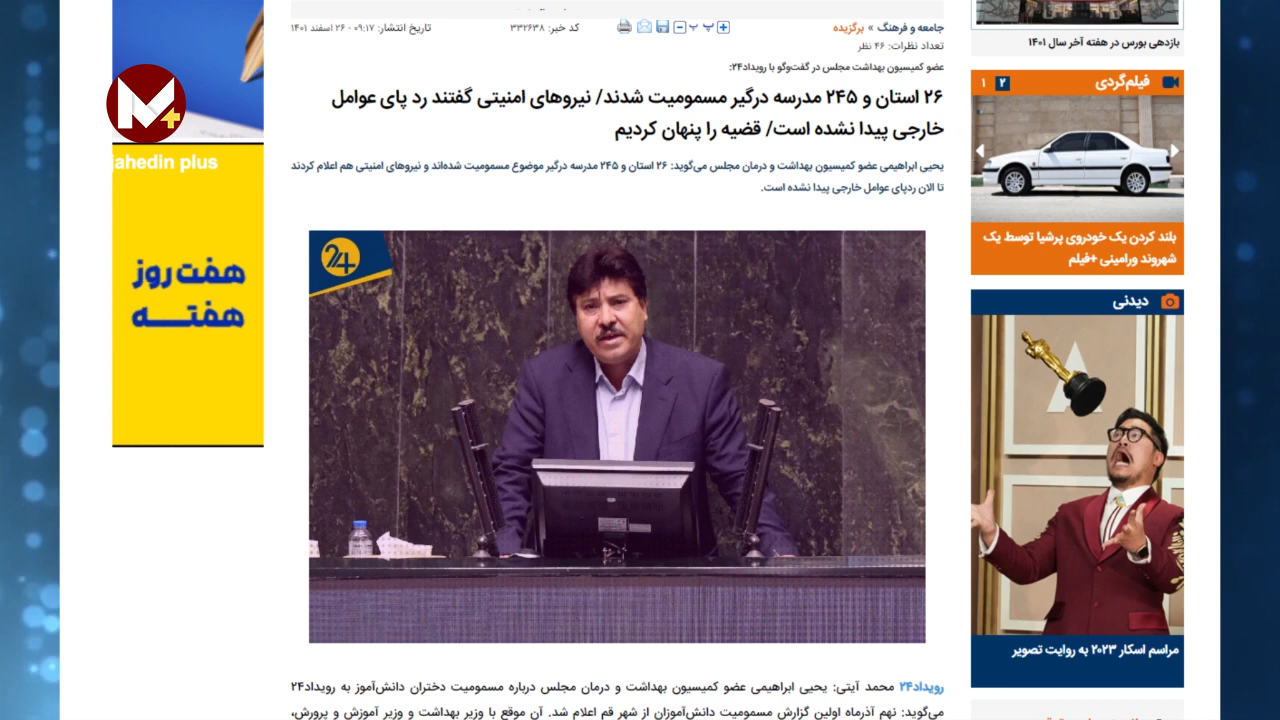 جامعه و فرهنگ » برگزیده
کد خبر: ۳۳۲۶۳۸
تاریخ انتشار: ۰۹:۱۷ - ۲۶ اسفند ۱۴۰۱
تعداد نظرات: ۴۶ نظر
عضو کمیسیون بهداشت مجلس در گفت‌وگو با رویداد۲۴:
۲۶ استان و ۲۴۵ مدرسه درگیر مسمومیت شدند/ نیروهای امنیتی گفتند رد پای عوامل
خارجی پیدا نشده است/ قضیه را پنهان کردیم
یحیی ابراهیمی عضو کمیسیون بهداشت و درمان مجلس می‌گوید: ۲۶ استان و ۲۴۵ مدرسه درگیر موضوع مسمومیت شده‌اند و نیروهای امنیتی هم اعلام کردند
تا الان ردپای عوامل خارجی پیدا نشده است.
24
رویداد۲۴ محمد آیتی: یحیی ابراهیمی عضو کمیسیون بهداشت و درمان مجلس درباره مسمومیت دختران دانش‌آموز به رویداد۲۴
می‌گوید: نهم آذرماه اولین گزارش مسمومیت دانش‌آموزان از شهر قم اعلام شد. آن موقع با وزیر بهداشت و وزیر آموزش و پرورش،
بازدهی بورس در هفته آخر سال ۱۴۰۱
فیلم‌گردی
۲ ۱
بلند کردن یک خودروی پرشیا توسط یک
شهروند ورامینی +فیلم
دیدنی
مراسم اسکار ۲۰۲۳ به روایت تصویر
M+
jahedin plus
هفت روز
هفتـــه